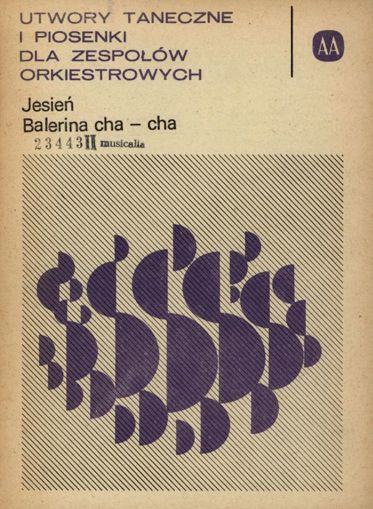 UTWORY TANECZNE
I PIOSENKI
DLA ZESPOŁÓW
ORKIESTROWYCH
AA
Jesień
Balerina cha – cha
23443 II musicalia